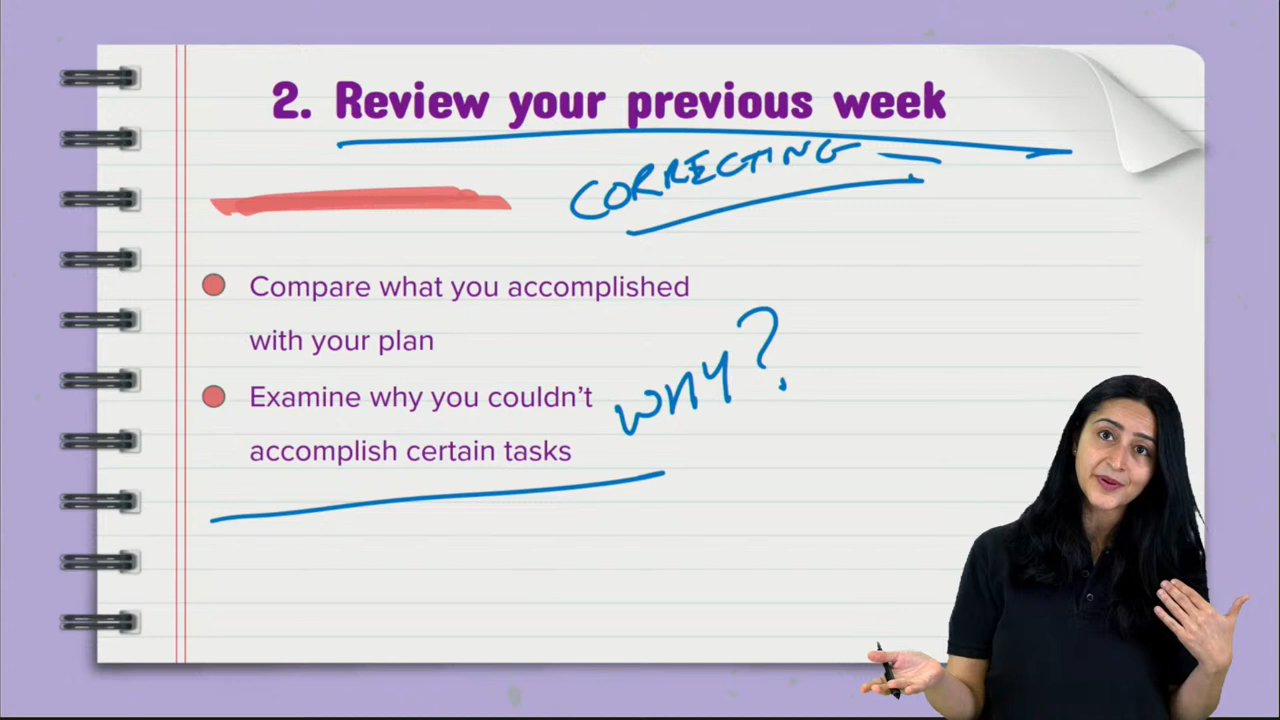 2. Review your previous week
CORRECTING
Compare what you accomplished
with your plan
Examine why you couldn't
WHY?
accomplish certain tasks